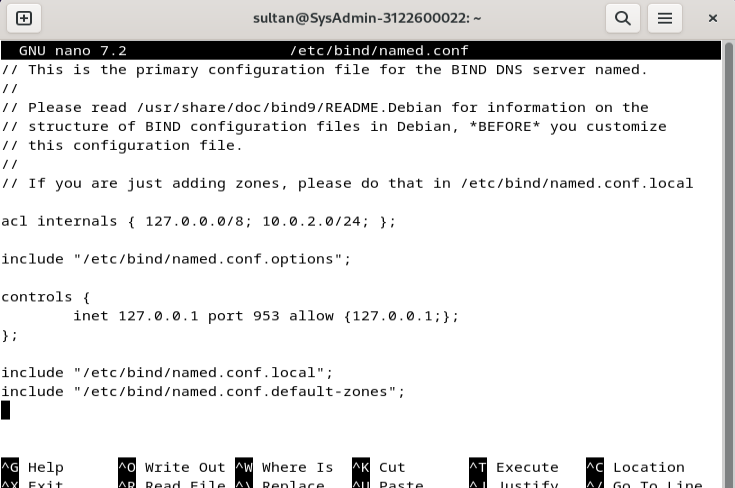 sultan@SysAdmin-3122600022: ~
GNU nano 7.2 /etc/bind/named.conf
// This is the primary configuration file for the BIND DNS server named.
//
// Please read /usr/share/doc/bind9/README.Debian for information on the
// structure of BIND configuration files in Debian, *BEFORE* you customize
// this configuration file.
//
// If you are just adding zones, please do that in /etc/bind/named.conf.local
acl internals { 127.0.0.0/8; 10.0.2.0/24; };
include "/etc/bind/named.conf.options";
controls {
        inet 127.0.0.1 port 953 allow {127.0.0.1;};
};
include "/etc/bind/named.conf.local";
include "/etc/bind/named.conf.default-zones";
^G Help ^O Write Out ^W Where Is ^K Cut ^T Execute ^C Location
^X Exit ^R Read File ^\ Replace ^U Paste ^J Justify ^/ Go To Line